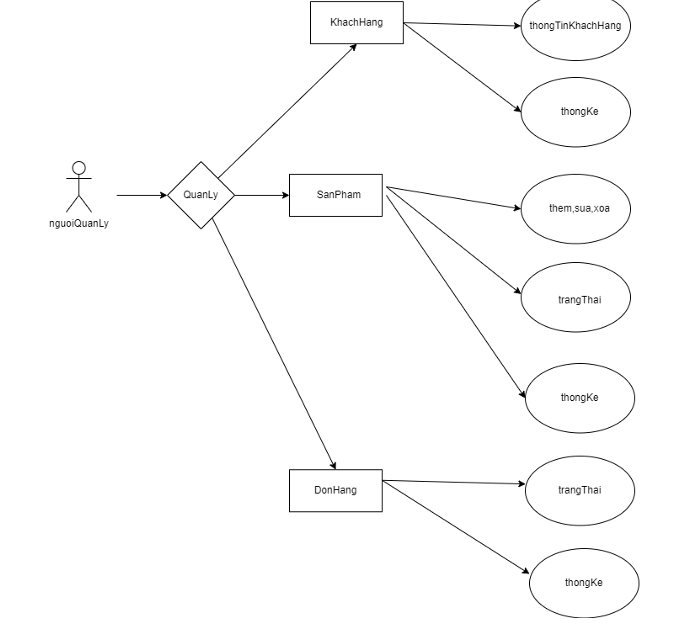 KhachHang
thongTinKhachHang
thongKe
nguoiQuanLy
QuanLy
SanPham
them,sua,xoa
trangThai
thongKe
DonHang
trangThai
thongKe